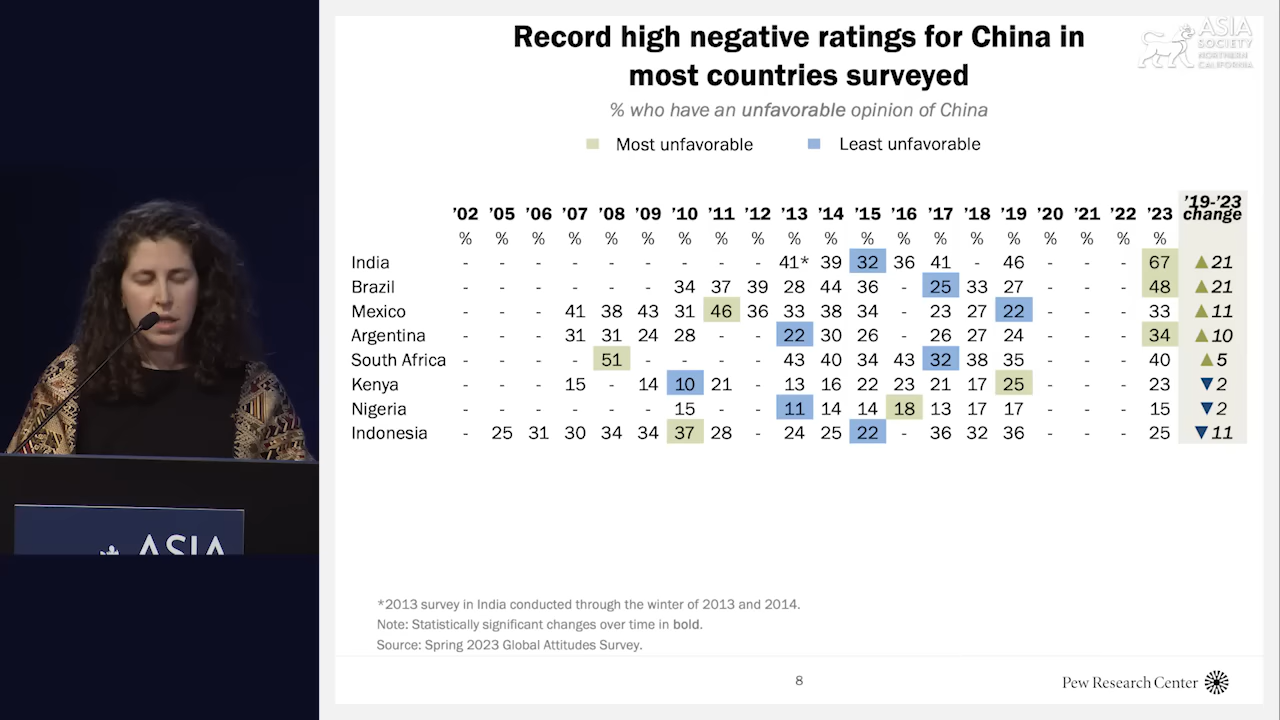 Record high negative ratings for China in
most countries surveyed
% who have an unfavorable opinion of China
Most unfavorable Least unfavorable
ASIA
SOCIETY
NORTHERN
CALIFORNIA
'19-'23
change
'02 '05 '06 '07 '08 '09 '10 '11 '12 '13 '14 '15 '16 '17 '18 '19 '20 '21 '22 '23
% % % % % % % % % % % % % % % % % % % %
India - - - - - - - - - 41* 39 32 36 41 - 46 - - - 67 ▲21
Brazil - - - - - - 34 37 39 28 44 36 - 25 33 27 - - - 48 ▲21
Mexico - - - 41 38 43 31 46 36 33 38 34 - 23 27 22 - - - 33 ▲11
Argentina - - - 31 31 24 28 - - 22 30 26 - 26 27 24 - - - 34 ▲10
South Africa - - - - 51 - - - - 43 40 34 43 32 38 35 - - - 40 ▲5
Kenya - - - 15 - 14 10 21 - 13 16 22 23 21 17 25 - - - 23 ▼2
Nigeria - - - - - - 15 - - 11 14 14 18 13 17 17 - - - 15 ▼2
Indonesia - 25 31 30 34 34 37 28 - 24 25 22 - 36 32 36 - - - 25 ▼11
*2013 survey in India conducted through the winter of 2013 and 2014.
Note: Statistically significant changes over time in bold.
Source: Spring 2023 Global Attitudes Survey.
8
Pew Research Center
ASIA